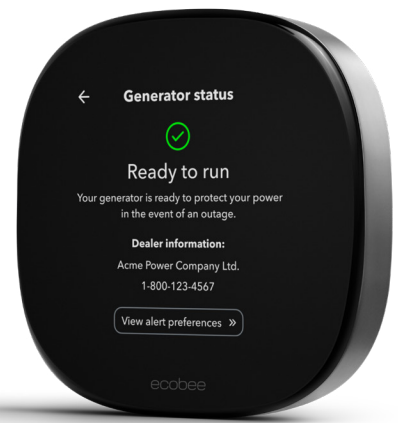 Generator status
Ready to run
Your generator is ready to protect your power
in the event of an outage.
Dealer information:
Acme Power Company Ltd.
1-800-123-4567
View alert preferences »
ecobee